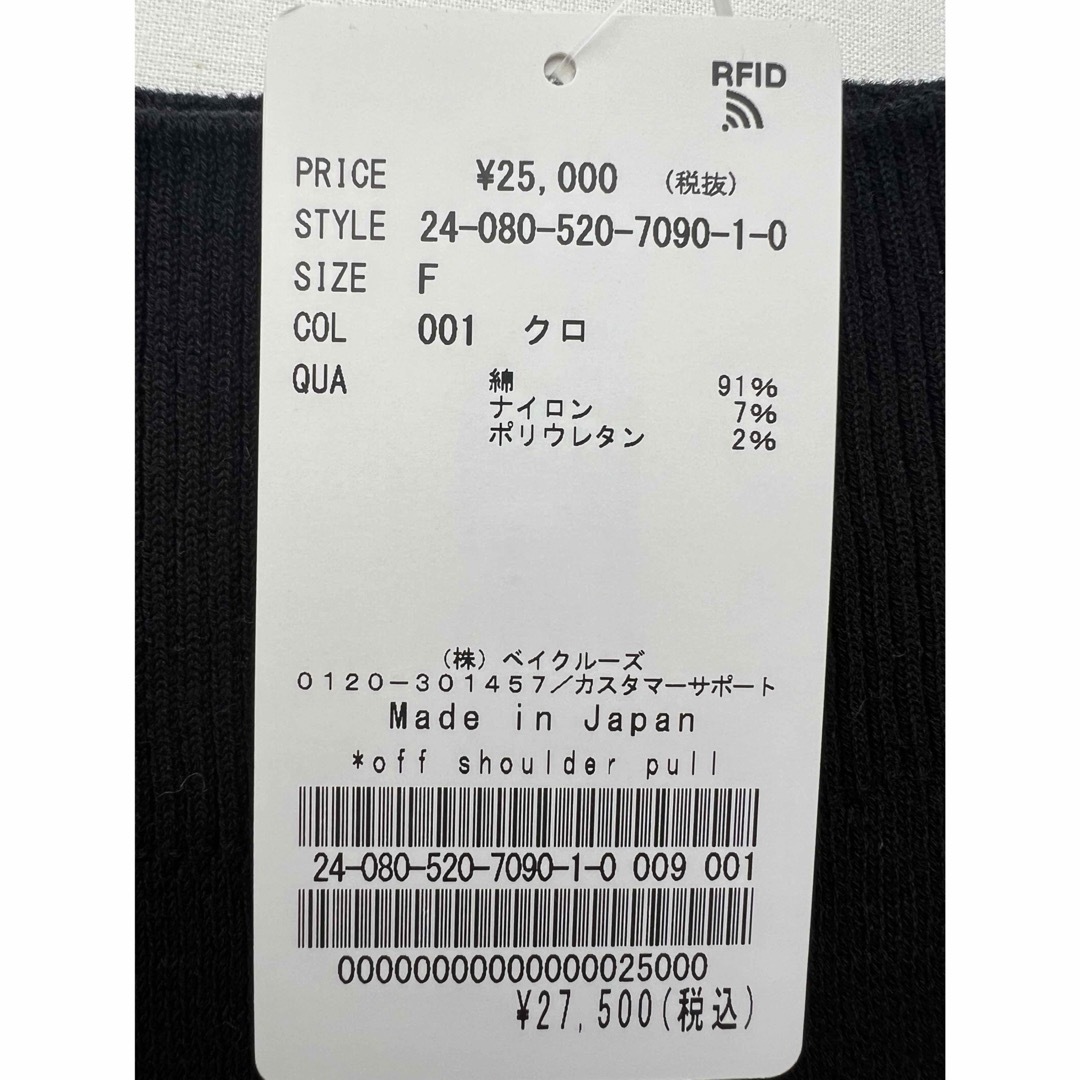 RFID
PRICE ¥25,000 (税抜)
STYLE 24-080-520-7090-1-0
SIZE F
COL 001 クロ
QUA 綿 91%
ナイロン 7%
ポリウレタン 2%
(株)ベイクルーズ
0120-301457/カスタマーサポート
Made in Japan
*off shoulder pull
24-080-520-7090-1-0 009 001
00000000000000025000
¥27,500(税込)